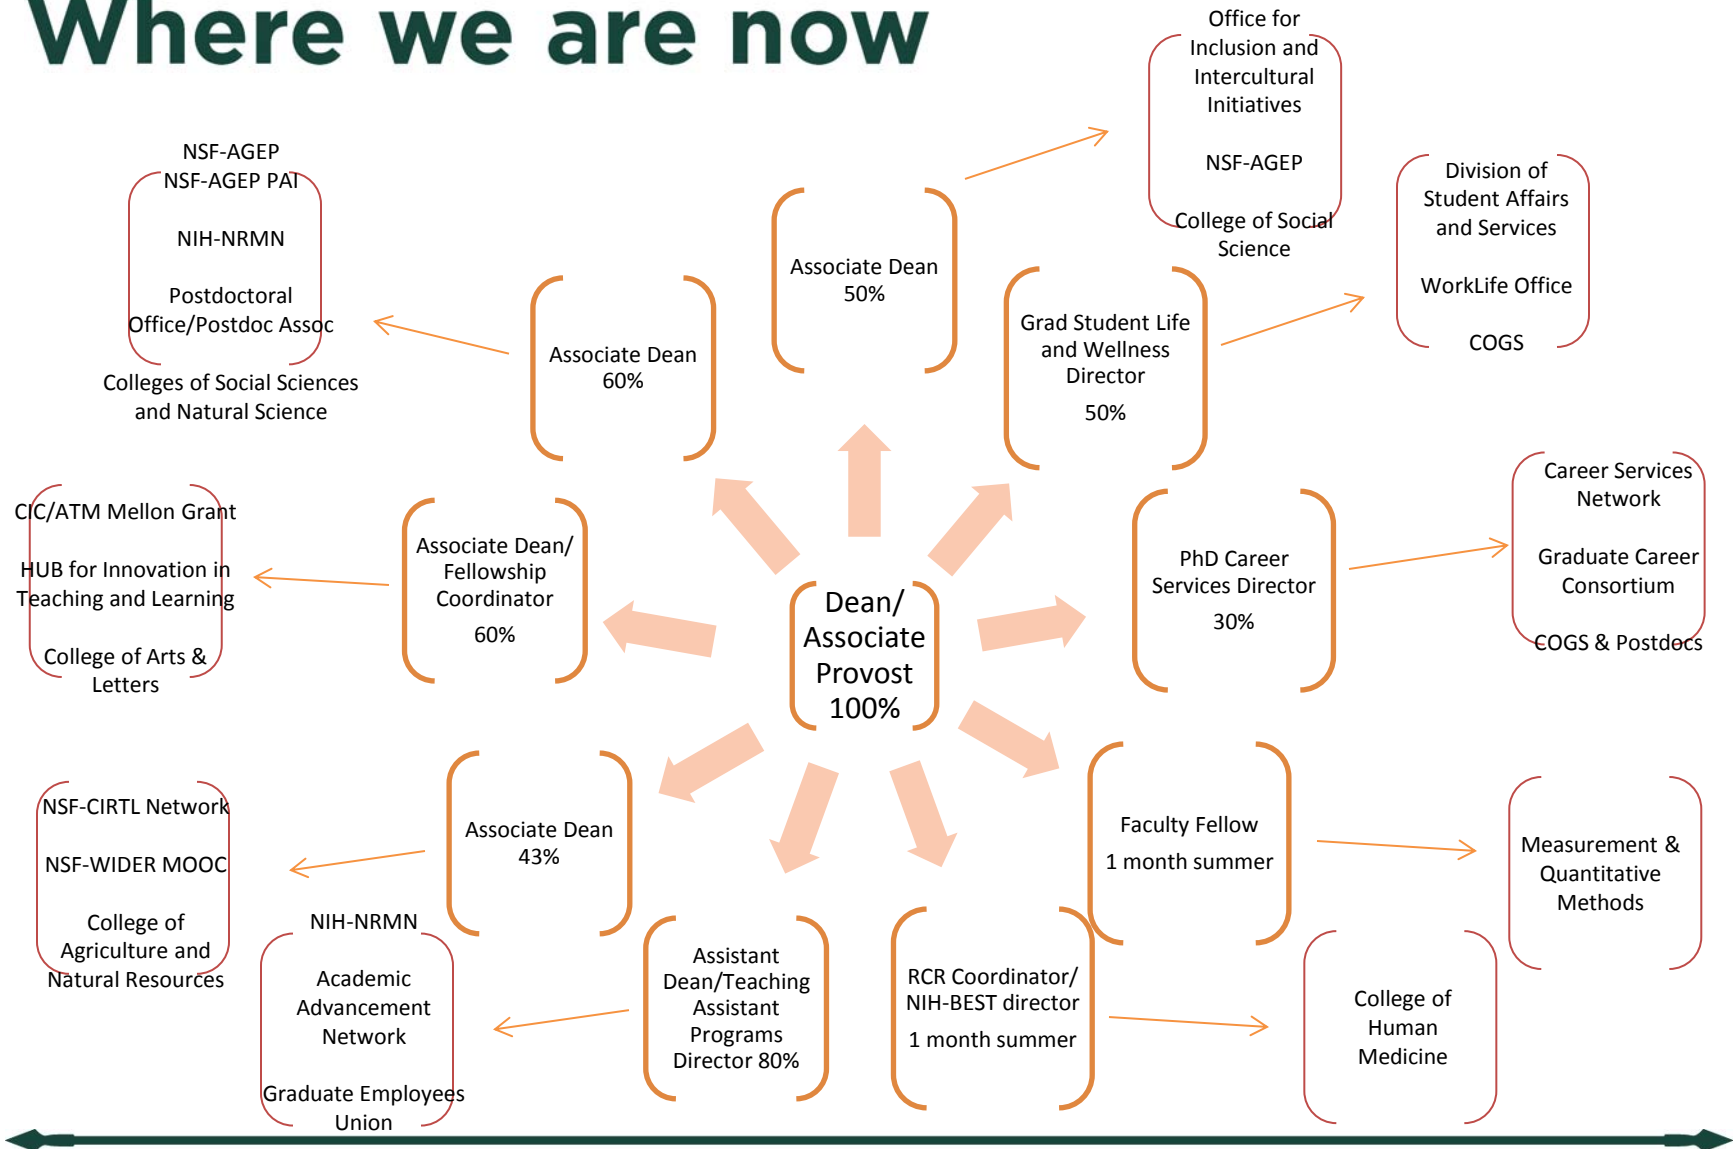 Where we are now
Office for
Inclusion and
Intercultural
Initiatives
NSF-AGEP
College of Social
Science
NSF-AGEP
NSF-AGEP PAI
NIH-NRMN
Postdoctoral
Office/Postdoc Assoc
Colleges of Social Sciences
and Natural Science
Division of
Student Affairs
and Services
WorkLife Office
COGS
Associate Dean
50%
Associate Dean
60%
Grad Student Life
and Wellness
Director
50%
CIC/ATM Mellon Grant
HUB for Innovation in
Teaching and Learning
College of Arts &
Letters
Associate Dean/
Fellowship
Coordinator
60%
Dean/
Associate
Provost
100%
PhD Career
Services Director
30%
Career Services
Network
Graduate Career
Consortium
COGS & Postdocs
NSF-CIRTL Network
NSF-WIDER MOOC
College of
Agriculture and
Natural Resources
Associate Dean
43%
Faculty Fellow
1 month summer
Measurement &
Quantitative
Methods
NIH-NRMN
Academic
Advancement
Network
Graduate Employees
Union
Assistant
Dean/Teaching
Assistant
Programs
Director 80%
RCR Coordinator/
NIH-BEST director
1 month summer
College of
Human
Medicine